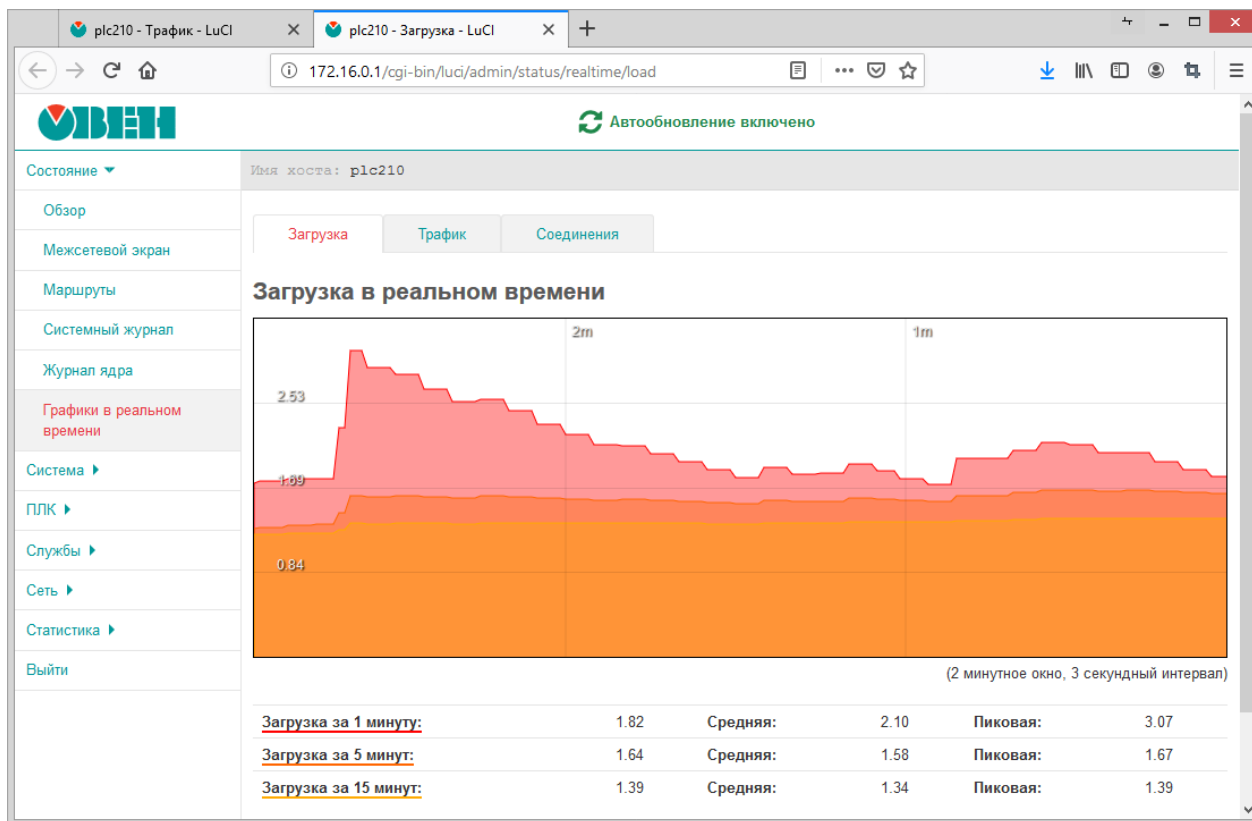 plc210 - Трафик - LuCI
plc210 - Загрузка - LuCI
172.16.0.1/cgi-bin/luci/admin/status/realtime/load
ОВЕН
Автообновление включено
Состояние
Имя хоста: plc210
Обзор
Межсетевой экран
Маршруты
Системный журнал
Журнал ядра
Графики в реальном
времени
Система
ПЛК
Службы
Сеть
Статистика
Выйти
Загрузка Трафик Соединения
Загрузка в реальном времени
2m 1m
2.53
1.69
0.84
(2 минутное окно, 3 секундный интервал)
Загрузка за 1 минуту: 1.82 Средняя: 2.10 Пиковая: 3.07
Загрузка за 5 минут: 1.64 Средняя: 1.58 Пиковая: 1.67
Загрузка за 15 минут: 1.39 Средняя: 1.34 Пиковая: 1.39